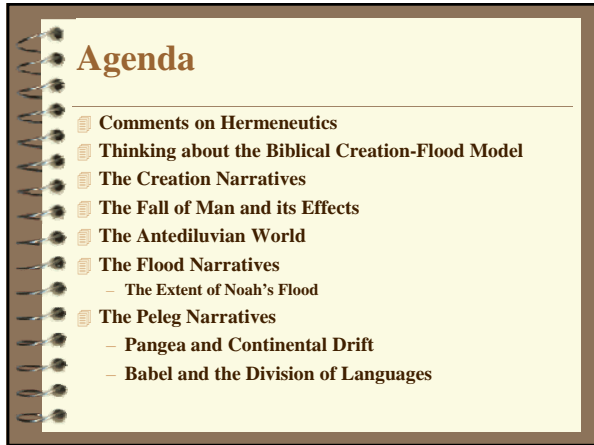 Agenda
Comments on Hermeneutics
Thinking about the Biblical Creation-Flood Model
The Creation Narratives
The Fall of Man and its Effects
The Antediluvian World
The Flood Narratives
– The Extent of Noah's Flood
The Peleg Narratives
– Pangea and Continental Drift
– Babel and the Division of Languages